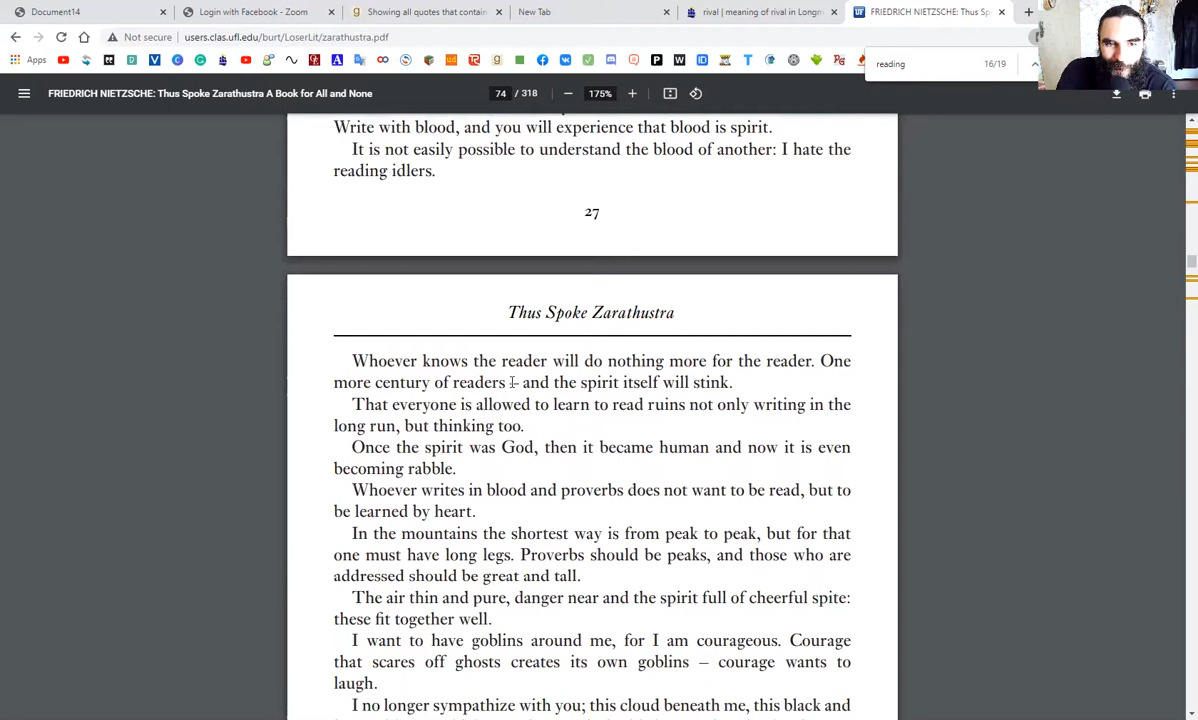 Document14
Login with Facebook - Zoom
Showing all quotes that contain
New Tab
rival | meaning of rival in Longm
FRIEDRICH NIETZSCHE: Thus Sp
Not secure
users.clas.ufl.edu/burt/LoserLit/zarathustra.pdf
Apps
reading
16/19
FRIEDRICH NIETZSCHE: Thus Spoke Zarathustra A Book for All and None
74 / 318
175%
Write with blood, and you will experience that blood is spirit.
It is not easily possible to understand the blood of another: I hate the
reading idlers.
27
Thus Spoke Zarathustra
Whoever knows the reader will do nothing more for the reader. One
more century of readers – and the spirit itself will stink.
That everyone is allowed to learn to read ruins not only writing in the
long run, but thinking too.
Once the spirit was God, then it became human and now it is even
becoming rabble.
Whoever writes in blood and proverbs does not want to be read, but to
be learned by heart.
In the mountains the shortest way is from peak to peak, but for that
one must have long legs. Proverbs should be peaks, and those who are
addressed should be great and tall.
The air thin and pure, danger near and the spirit full of cheerful spite:
these fit together well.
I want to have goblins around me, for I am courageous. Courage
that scares off ghosts creates its own goblins – courage wants to
laugh.
I no longer sympathize with you; this cloud beneath me, this black and